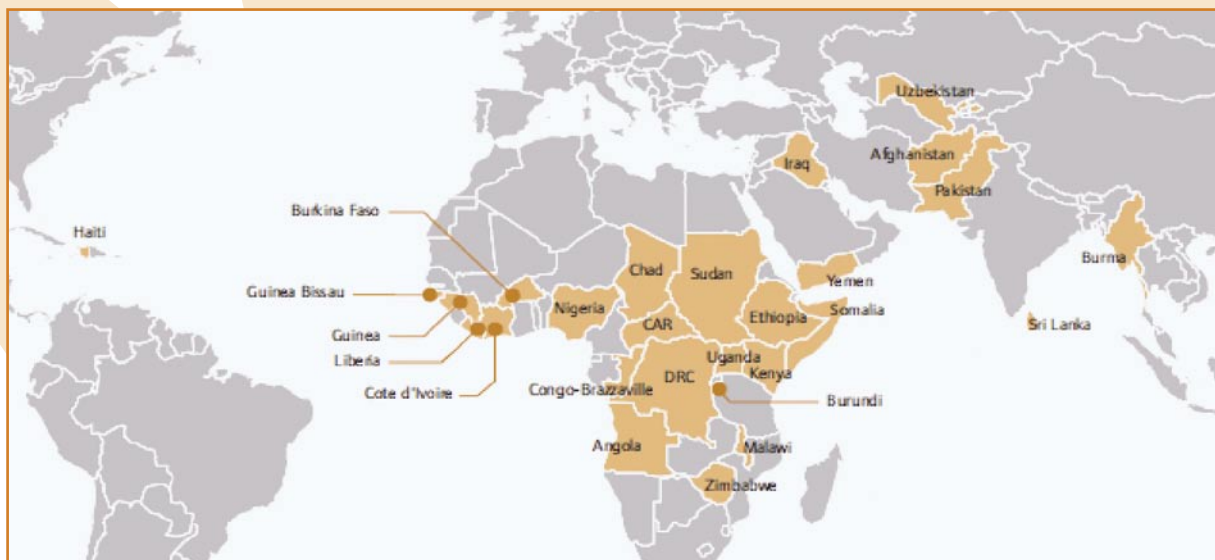 Uzbekistan
Afghanistan
Iraq
Pakistan
Burkina Faso
Haiti
Burma
Chad
Sudan
Yemen
Guinea Bissau
Nigeria
Somalia
Ethiopia
Guinea
CAR
Sri Lanka
Liberia
Uganda
Kenya
DRC
Cote d'Ivoire
Congo-Brazzaville
Burundi
Angola
Malawi
Zimbabwe